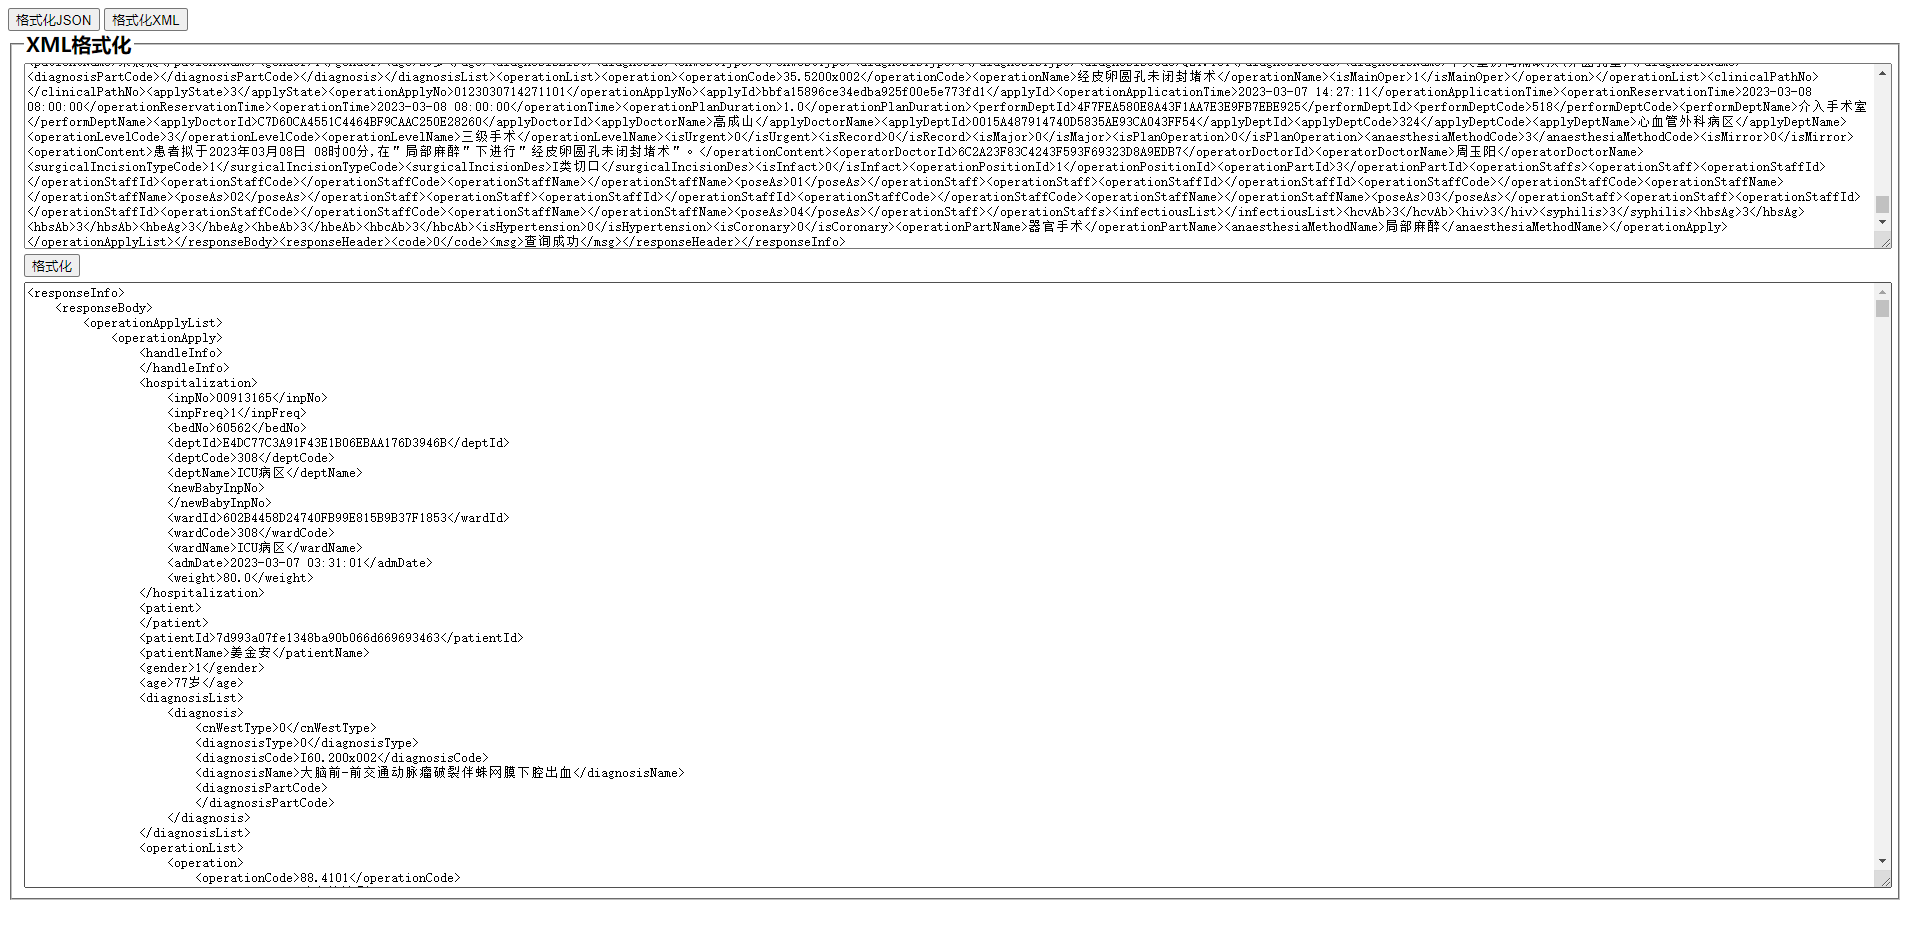 格式化JSON 格式化XML
XML格式化
<diagnosisPartCode></diagnosisPartCode></diagnosis></diagnosisList><operationList><operation><operationCode>35.5200x002</operationCode><operationName>经皮卵圆孔未闭封堵术</operationName><isMainOper>1</isMainOper></operation></operationList><clinicalPathNo>
</clinicalPathNo><applyState>3</applyState><operationApplyNo>0123030714271101</operationApplyNo><applyId>bbfa15896ce34edba925f00e5e773fd1</applyId><operationApplicationTime>2023-03-07 14:27:11</operationApplicationTime><operationReservationTime>2023-03-08
08:00:00</operationReservationTime><operationTime>2023-03-08 08:00:00</operationTime><operationPlanDuration>1.0</operationPlanDuration><performDeptId>4F7FEA580E8A43F1AA7E3E9FB7EBE925</performDeptId><performDeptCode>518</performDeptCode><performDeptName>介入手术室
</performDeptName><applyDoctorId>C7D60CA4551C4464BF9CAAC250E28260</applyDoctorId><applyDoctorName>高成山</applyDoctorName><applyDeptId>0015A487914740D5835AE93CA043FF54</applyDeptId><applyDeptCode>324</applyDeptCode><applyDeptName>心血管外科病区</applyDeptName>
<operationLevelCode>3</operationLevelCode><operationLevelName>三级手术</operationLevelName><isUrgent>0</isUrgent><isRecord>0</isRecord><isMajor>0</isMajor><isPlanOperation>0</isPlanOperation><anaesthesiaMethodCode>3</anaesthesiaMethodCode><isMirror>0</isMirror>
<operationContent>患者拟于2023年03月08日 08时00分,在＂局部麻醉＂下进行＂经皮卵圆孔未闭封堵术＂。</operationContent><operatorDoctorId>6C2A23F83C4243F593F69323D8A9EDB7</operatorDoctorId><operatorDoctorName>周玉阳</operatorDoctorName>
<surgicalIncisionTypeCode>1</surgicalIncisionTypeCode><surgicalIncisionDes>I类切口</surgicalIncisionDes><isInfact>0</isInfact><operationPositionId>1</operationPositionId><operationPartId>3</operationPartId><operationStaffs><operationStaff><operationStaffId>
</operationStaffId><operationStaffCode></operationStaffCode><operationStaffName></operationStaffName><poseAs>01</poseAs></operationStaff><operationStaff><operationStaffId></operationStaffId><operationStaffCode></operationStaffCode><operationStaffName>
</operationStaffName><poseAs>02</poseAs></operationStaff><operationStaff><operationStaffId></operationStaffId><operationStaffCode></operationStaffCode><operationStaffName></operationStaffName><poseAs>03</poseAs></operationStaff><operationStaff><operationStaffId>
</operationStaffId><operationStaffCode></operationStaffCode><operationStaffName></operationStaffName><poseAs>04</poseAs></operationStaff></operationStaffs><infectiousList></infectiousList><hcvAb>3</hcvAb><hiv>3</hiv><syphilis>3</syphilis><hbsAg>3</hbsAg>
<hbsAb>3</hbsAb><hbeAg>3</hbeAg><hbeAb>3</hbeAb><hbcAb>3</hbcAb><isHypertension>0</isHypertension><isCoronary>0</isCoronary><operationPartName>器官手术</operationPartName><anaesthesiaMethodName>局部麻醉</anaesthesiaMethodName></operationApply>
</operationApplyList></responseBody><responseHeader><code>0</code><msg>查询成功</msg></responseHeader></responseInfo>
格式化
<responseInfo>
<responseBody>
<operationApplyList>
<operationApply>
<handleInfo>
</handleInfo>
<hospitalization>
<inpNo>00913165</inpNo>
<inpFreq>1</inpFreq>
<bedNo>60562</bedNo>
<deptId>E4DC77C3A91F43E1B06EBAA176D3946B</deptId>
<deptCode>308</deptCode>
<deptName>ICU病区</deptName>
<newBabyInpNo>
</newBabyInpNo>
<wardId>602B4458D24740FB99E815B9B37F1853</wardId>
<wardCode>308</wardCode>
<wardName>ICU病区</wardName>
<admDate>2023-03-07 03:31:01</admDate>
<weight>80.0</weight>
</hospitalization>
<patient>
</patient>
<patientId>7d993a07fe1348ba90b066d669693463</patientId>
<patientName>姜金安</patientName>
<gender>1</gender>
<age>77岁</age>
<diagnosisList>
<diagnosis>
<cnWestType>0</cnWestType>
<diagnosisType>0</diagnosisType>
<diagnosisCode>I60.200x002</diagnosisCode>
<diagnosisName>大脑前-前交通动脉瘤破裂伴蛛网膜下腔出血</diagnosisName>
<diagnosisPartCode>
</diagnosisPartCode>
</diagnosis>
</diagnosisList>
<operationList>
<operation>
<operationCode>88.4101</operationCode>